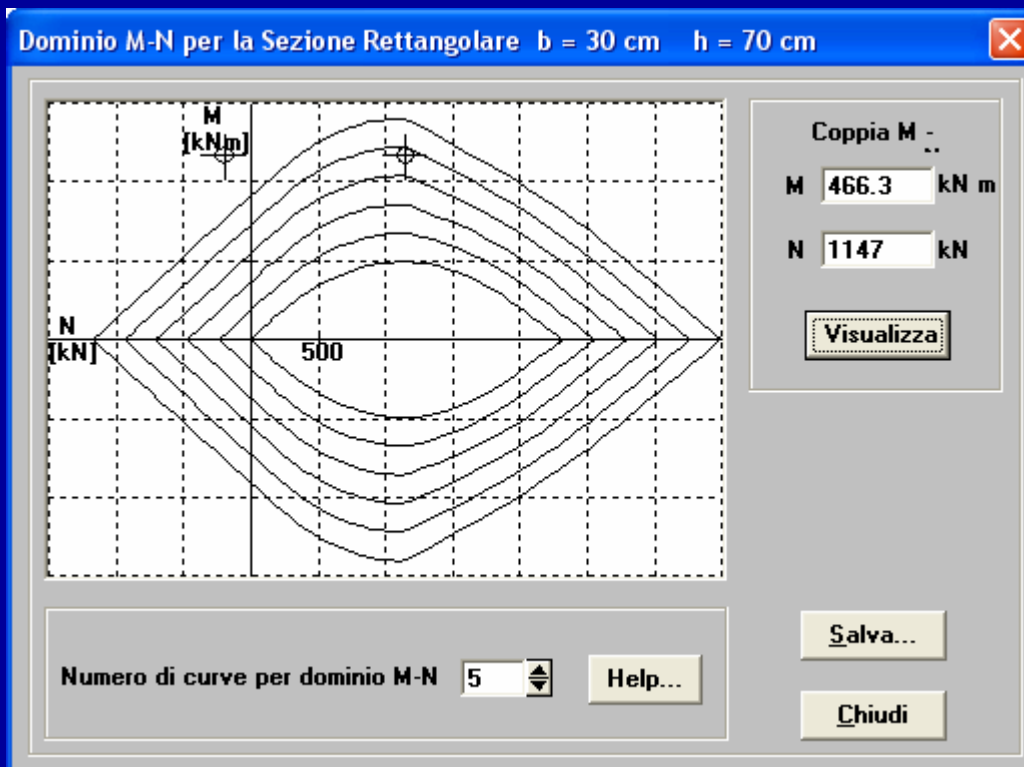 Dominio M-N per la Sezione Rettangolare b = 30 cm h = 70 cm
M
[kNm]
N
[kN]
500
Coppia M -
M 466.3 kN m
N 1147 kN
Visualizza
Numero di curve per dominio M-N 5 Help...
Salva...
Chiudi